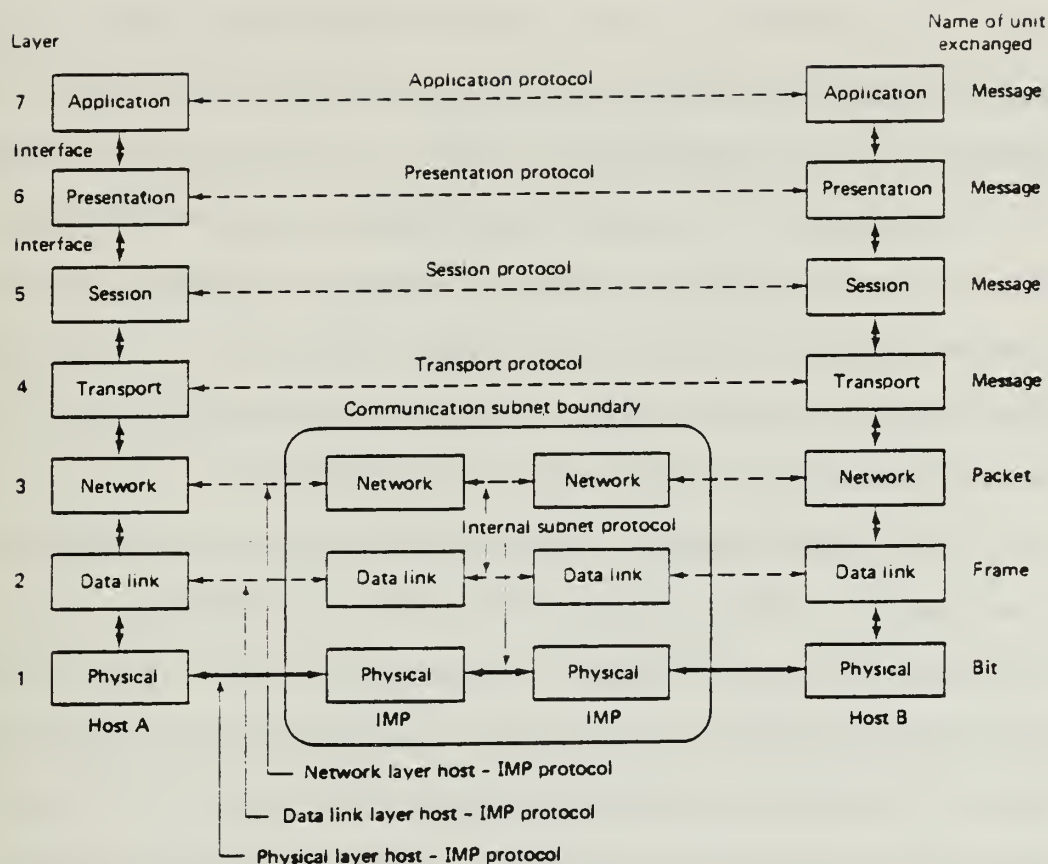 Name of unit
exchanged
Layer
7 Application Application protocol Application Message
Interface
6 Presentation Presentation protocol Presentation Message
Interface
5 Session Session protocol Session Message
4 Transport Transport protocol Transport Message
Communication subnet boundary
3 Network Network Network Network Packet
Internal subnet protocol
2 Data link Data link Data link Data link Frame
1 Physical Physical Physical Physical Bit
Host A IMP IMP Host B
Network layer host - IMP protocol
Data link layer host - IMP protocol
Physical layer host - IMP protocol